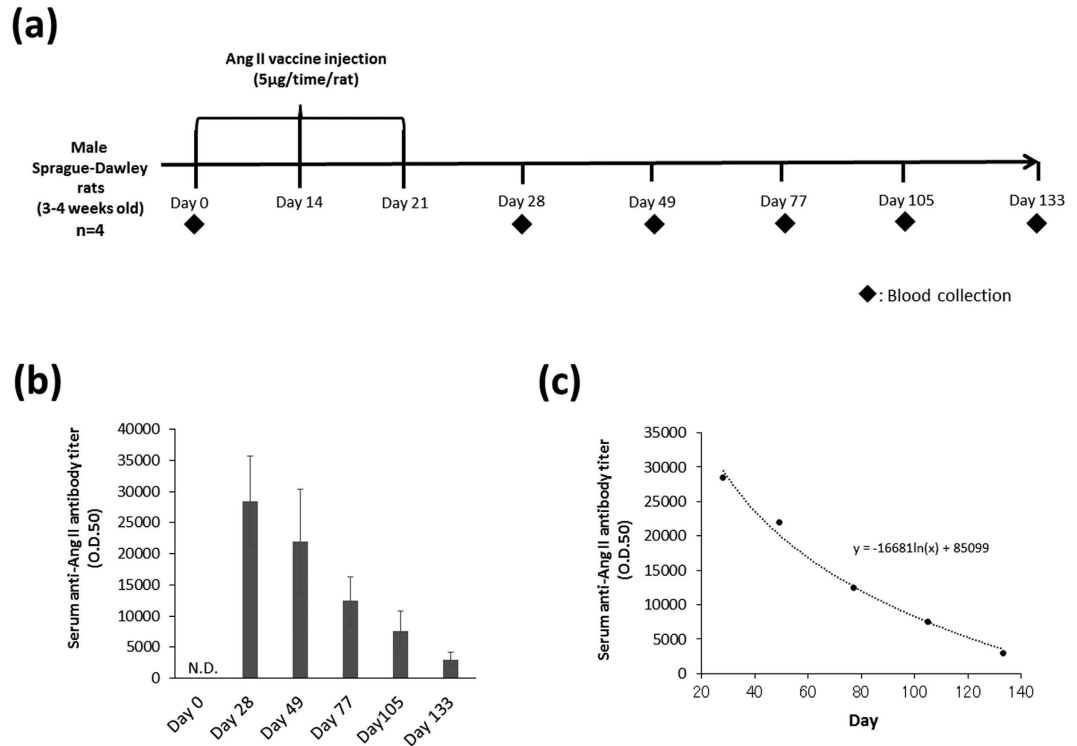 (a)
Ang II vaccine injection
(5μg/time/rat)
Male
Sprague-Dawley
rats
(3-4 weeks old)
n=4
Day 0
Day 14
Day 21
Day 28
Day 49
Day 77
Day 105
Day 133
: Blood collection
(b)
Serum anti-Ang II antibody titer
(O.D.50)
40000
35000
30000
25000
20000
15000
10000
5000
0
N.D.
Day 0
Day 28
Day 49
Day 77
Day105
Day 133
(c)
Serum anti-Ang II antibody titer
(O.D.50)
35000
30000
25000
20000
15000
10000
5000
0
y = -16681ln(x) + 85099
20
40
60
80
100
120
140
Day